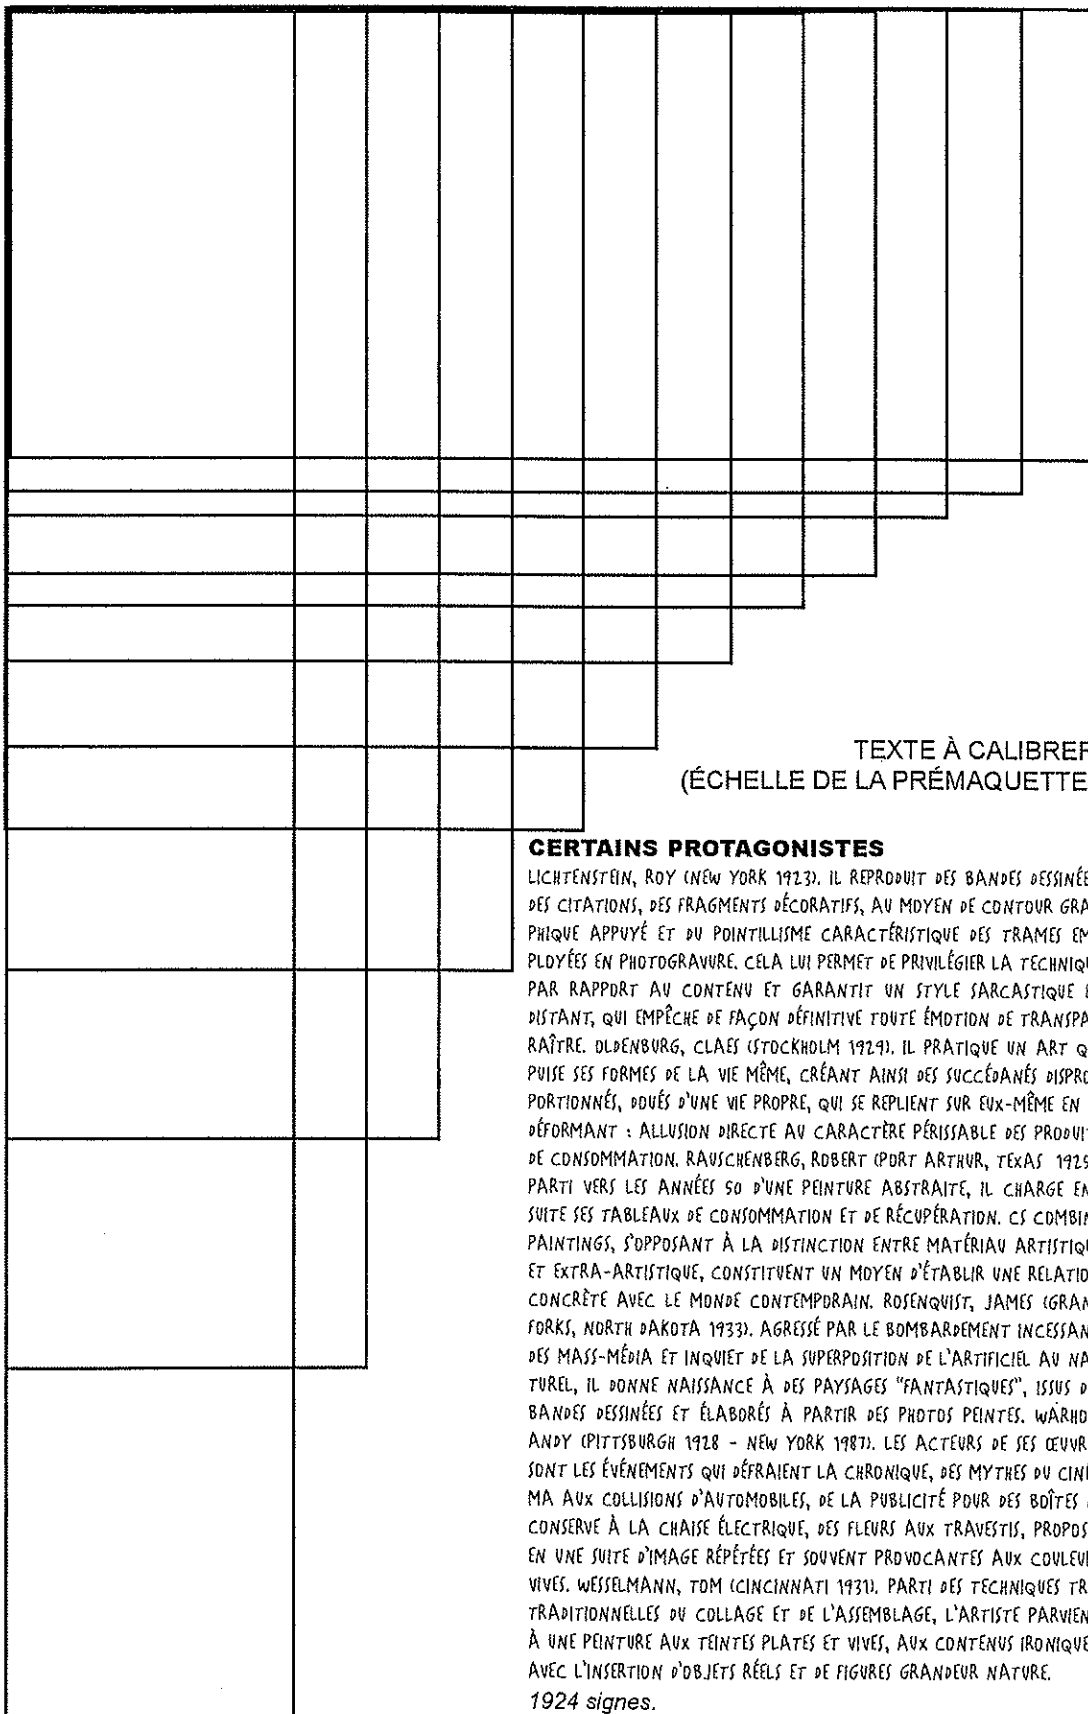 TEXTE À CALIBRER
(ÉCHELLE DE LA PRÉMAQUETTE
CERTAINS PROTAGONISTES
LICHTENSTEIN, ROY (NEW YORK 1923). IL REPRODUIT DES BANDES DESSINÉE
DES CITATIONS, DES FRAGMENTS DÉCORATIFS, AU MOYEN DE CONTOUR GRA
PHIQUE APPUYÉ ET DU POINTILLISME CARACTÉRISTIQUE DES TRAMES EM
PLOYÉES EN PHOTOGRAVURE. CELA LUI PERMET DE PRIVILÉGIER LA TECHNIQU
PAR RAPPORT AU CONTENU ET GARANTIT UN STYLE SARCASTIQUE E
DISTANT, QUI EMPÊCHE DE FAÇON DÉFINITIVE TOUTE ÉMOTION DE TRANSPA
RAÎTRE. OLDENBURG, CLAES (STOCKHOLM 1929). IL PRATIQUE UN ART Q
PUISE SES FORMES DE LA VIE MÊME, CRÉANT AINSI DES SUCCÉDANÉS DISPRO
PORTIONNÉS, DOUÉS D'UNE VIE PROPRE, QUI SE REPLIENT SUR EUX-MÊME EN
DÉFORMANT : ALLUSION DIRECTE AU CARACTÈRE PÉRISSABLE DES PRODUIT
DE CONSOMMATION. RAUSCHENBERG, ROBERT (PORT ARTHUR, TEXAS 1925
PARTI VERS LES ANNÉES 50 D'UNE PEINTURE ABSTRAITE, IL CHARGE EN
SUITE SES TABLEAUX DE CONSOMMATION ET DE RÉCUPÉRATION. CS COMBIN
PAINTINGS, S'OPPOSANT À LA DISTINCTION ENTRE MATÉRIAU ARTISTIQU
ET EXTRA-ARTISTIQUE, CONSTITUENT UN MOYEN D'ÉTABLIR UNE RELATIO
CONCRÈTE AVEC LE MONDE CONTEMPORAIN. ROSENQUIST, JAMES (GRAN
FORKS, NORTH DAKOTA 1933). AGRESSÉ PAR LE BOMBARDEMENT INCESSAN
DES MASS-MÉDIA ET INQUIET DE LA SUPERPOSITION DE L'ARTIFICIEL AU NA
TUREL, IL DONNE NAISSANCE À DES PAYSAGES "FANTASTIQUES", ISSUS D
BANDES DESSINÉES ET ÉLABORÉS À PARTIR DES PHOTOS PEINTES. WARHO
ANDY (PITTSBURGH 1928 - NEW YORK 1987). LES ACTEURS DE SES ŒUVR
SONT LES ÉVÉNEMENTS QUI DÉFRAIENT LA CHRONIQUE, DES MYTHES DU CINÉ
MA AUX COLLISIONS D'AUTOMOBILES, DE LA PUBLICITÉ POUR DES BOÎTES
CONSERVE À LA CHAISE ÉLECTRIQUE, DES FLEURS AUX TRAVESTIS, PROPOS
EN UNE SUITE D'IMAGE RÉPÉTÉES ET SOUVENT PROVOCANTES AUX COULEU
VIVES. WESSELMANN, TOM (CINCINNATI 1931). PARTI DES TECHNIQUES TR
TRADITIONNELLES DU COLLAGE ET DE L'ASSEMBLAGE, L'ARTISTE PARVIEN
À UNE PEINTURE AUX TEINTES PLATES ET VIVES, AUX CONTENUS IRONIQUE
AVEC L'INSERTION D'OBJETS RÉELS ET DE FIGURES GRANDEUR NATURE.
1924 signes.